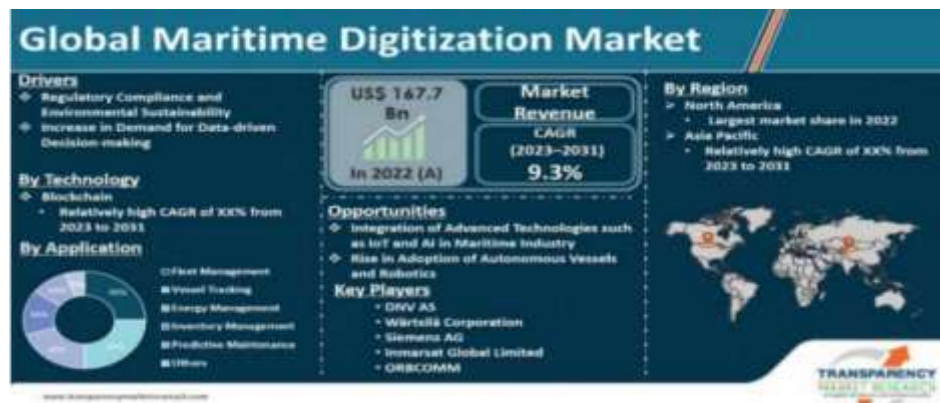 Global Maritime Digitization Market
Drivers
Regulatory Compliance and
Environmental Sustainability
Increase in Demand for Data-driven
Decision-making
By Technology
Blockchain
Relatively high CAGR of XX% from
2023 to 2031
By Application
Fleet Management
Vessel Tracking
Energy Management
Inventory Management
Predictive Maintenance
Others
US$ 167.7
Bn
In 2022 (A)
Market
Revenue
CAGR
(2023–2031)
9.3%
Opportunities
Integration of Advanced Technologies such
as IoT and AI in Maritime Industry
Rise in Adoption of Autonomous Vessels
and Robotics
Key Players
DNV AS
Wärtsilä Corporation
Siemens AG
Inmarsat Global Limited
ORBCOMM
By Region
North America
Largest market share in 2022
Asia Pacific
Relatively high CAGR of XX% from
2023 to 2031
TRANSPARENCY
MARKET RESEARCH